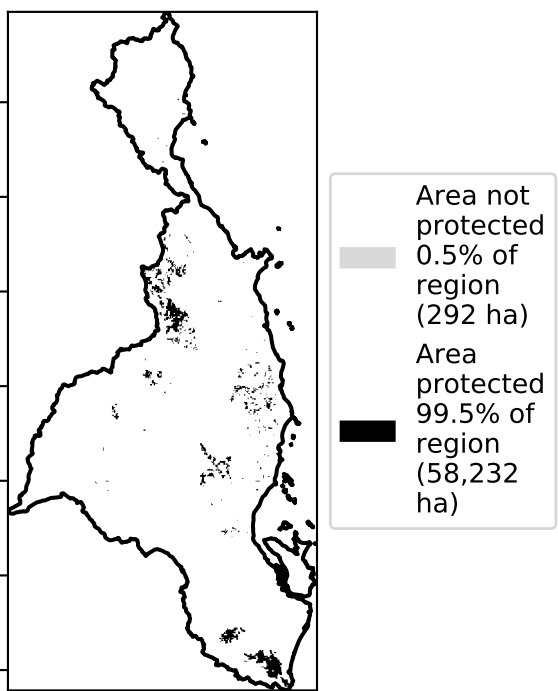 Area not
protected
0.5% of
region
(292 ha)
Area
protected
99.5% of
region
(58,232
ha)